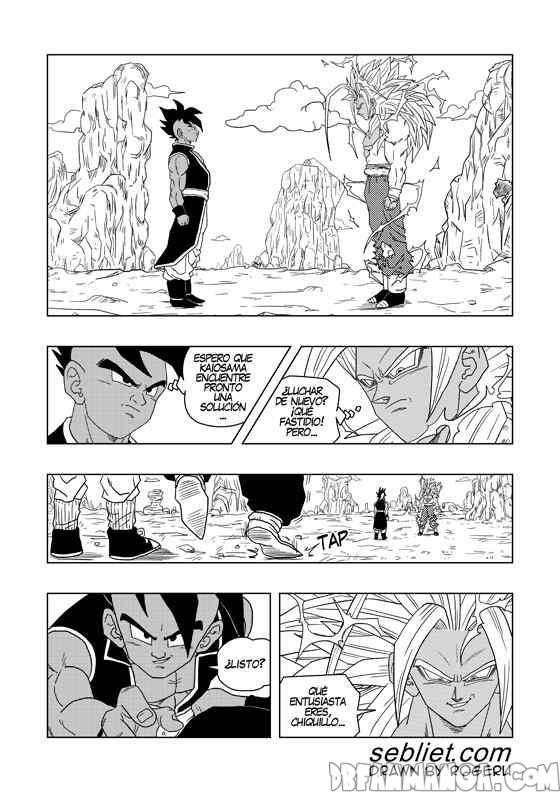 ESPERO QUE
KAIOSAMA
ENCUENTRE
PRONTO
UNA
SOLUCIÓN
...
¿LUCHAR
DE NUEVO?
¡QUÉ
FASTIDIO!
PERO...
TAP
¿LISTO?
QUÉ
ENTUSIASTA
ERES,
CHIQUILLO...
sebliet.com
DRAWN BY ROGERU
DBFANMANGA.COM